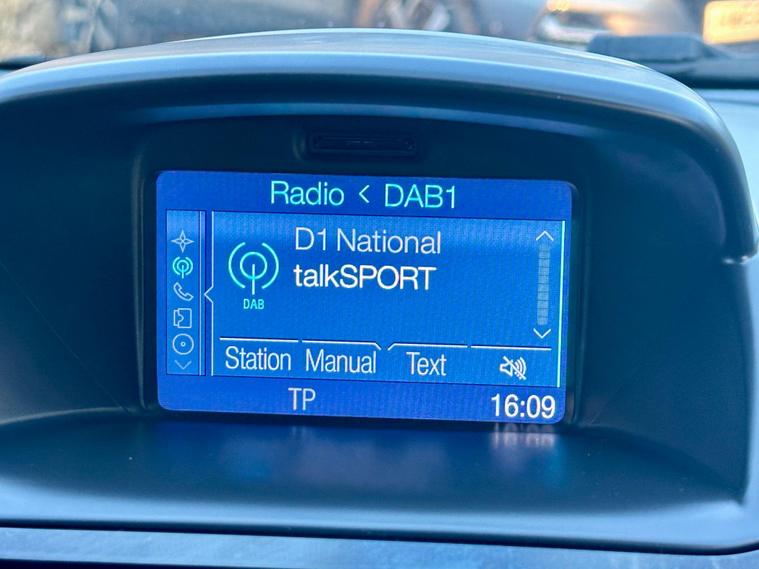 Radio < DAB1
D1 National
talkSPORT
DAB
Station Manual Text
TP 16:09